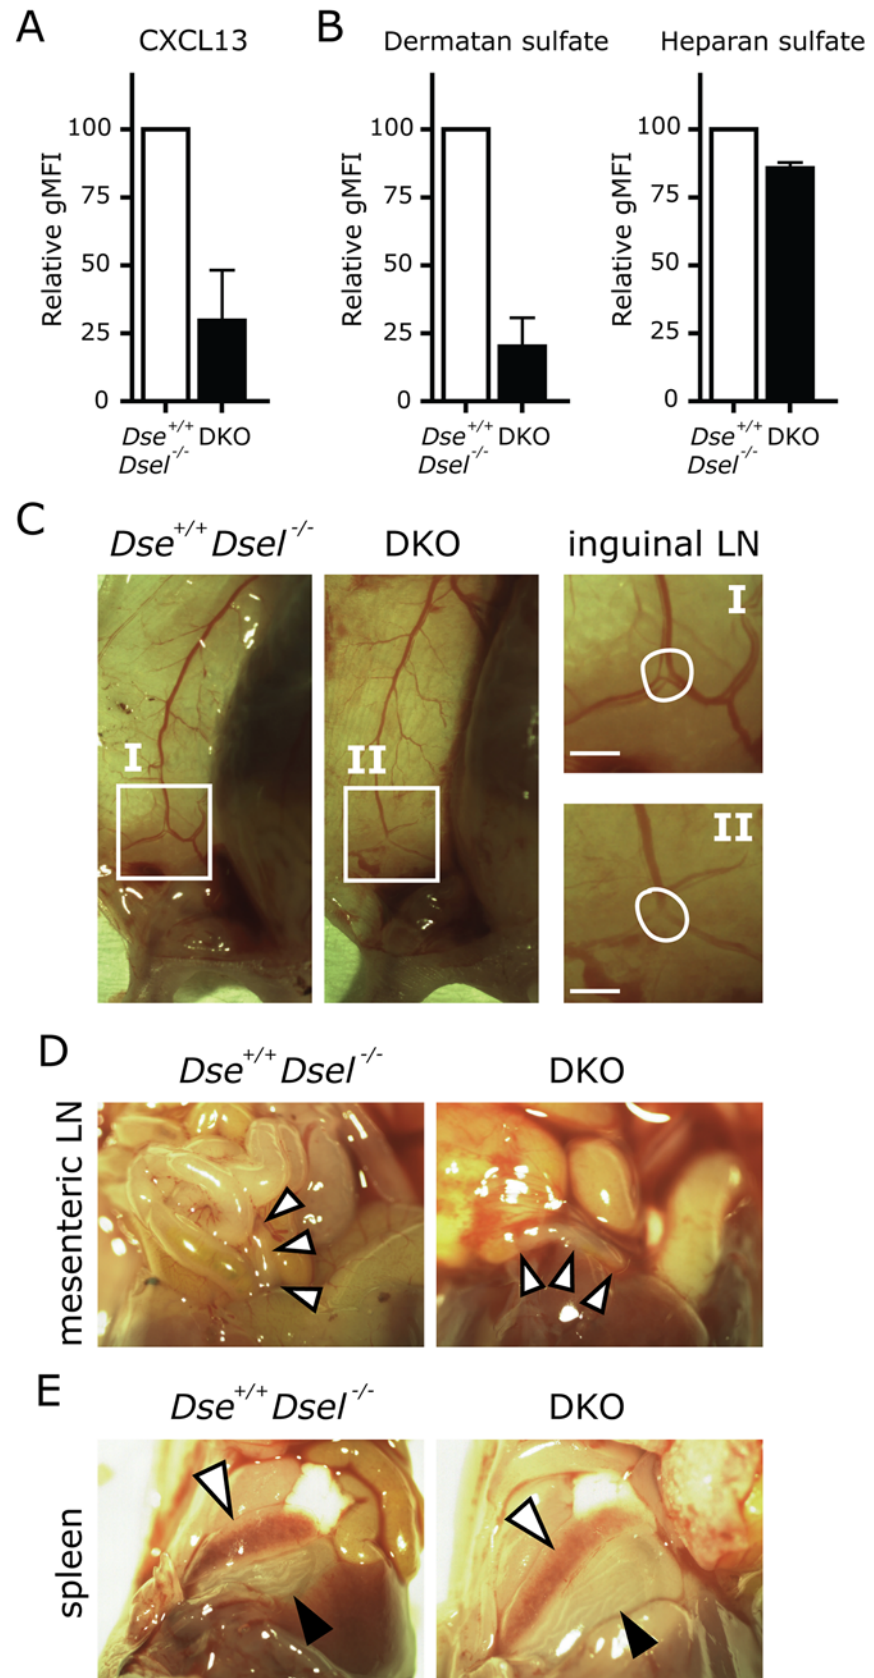 A
CXCL13
Relative gMFI
100
75
50
25
0
Dse+/+ DKO
Dsel-/-
B
Dermatan sulfate
Relative gMFI
100
75
50
25
0
Dse+/+ DKO
Dsel-/-
Heparan sulfate
Relative gMFI
100
75
50
25
0
Dse+/+ DKO
Dsel-/-
C
Dse+/+ Dsel-/-
DKO
inguinal LN
I
II
I
II
D
Dse+/+ Dsel-/-
DKO
mesenteric LN
E
Dse+/+ Dsel-/-
DKO
spleen